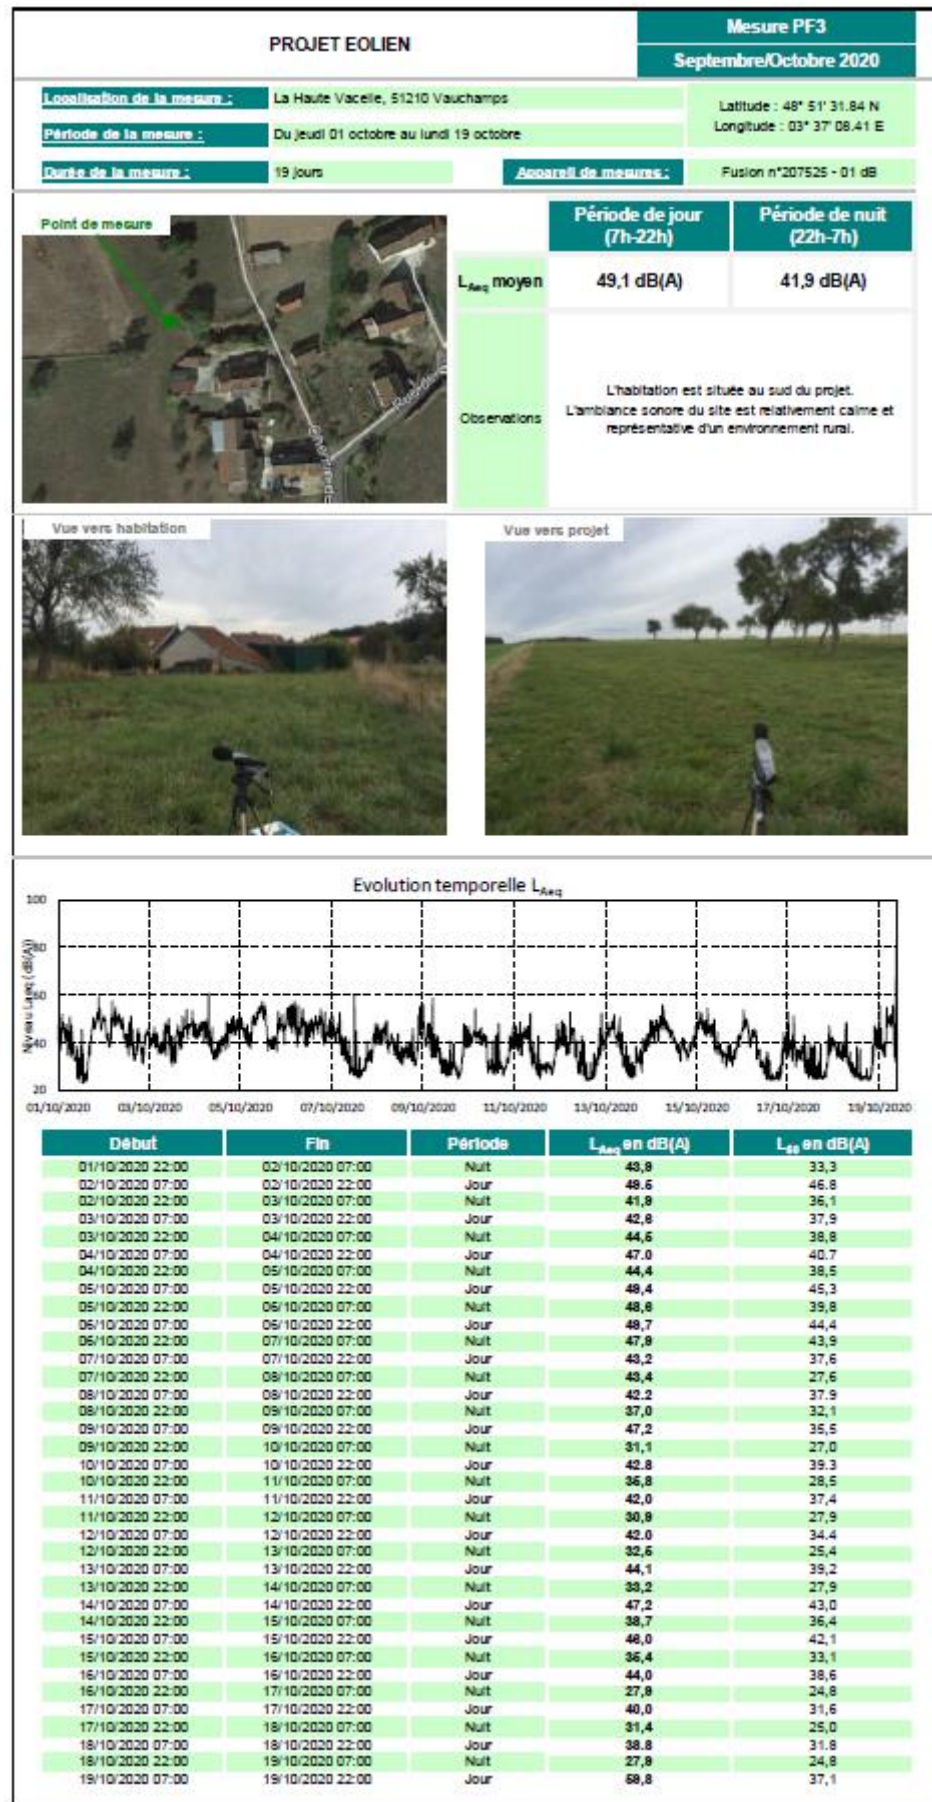 PROJET EOLIEN
Mesure PF3
Septembre/Octobre 2020
Localisation de la mesure :
La Haute Vacelle, 51210 Vauchamps
Latitude : 48° 51' 31.84 N
Longitude : 03° 37' 08.41 E
Période de la mesure :
Du jeudi 01 octobre au lundi 19 octobre
Durée de la mesure :
19 jours
Appareil de mesures :
Fusion n°207525 - 01 dB
Point de mesure
Période de jour (7h-22h)
Période de nuit (22h-7h)
LAeq moyen
49,1 dB(A)
41,9 dB(A)
Observations
L'habitation est située au sud du projet.
L'ambiance sonore du site est relativement calme et
représentative d'un environnement rural.
Vue vers habitation
Vue vers projet
Evolution temporelle LAeq
Niveau LAeq ( dB(A))
100
80
60
40
20
01/10/2020 03/10/2020 05/10/2020 07/10/2020 09/10/2020 11/10/2020 13/10/2020 15/10/2020 17/10/2020 19/10/2020
Début Fin Période LAeq en dB(A) L50 en dB(A)
01/10/2020 22:00 02/10/2020 07:00 Nuit 43,9 33,3
02/10/2020 07:00 02/10/2020 22:00 Jour 49,5 46,8
02/10/2020 22:00 03/10/2020 07:00 Nuit 41,9 36,1
03/10/2020 07:00 03/10/2020 22:00 Jour 42,6 37,9
03/10/2020 22:00 04/10/2020 07:00 Nuit 44,5 38,8
04/10/2020 07:00 04/10/2020 22:00 Jour 47,0 40,7
04/10/2020 22:00 05/10/2020 07:00 Nuit 44,4 38,5
05/10/2020 07:00 05/10/2020 22:00 Jour 49,4 45,3
05/10/2020 22:00 06/10/2020 07:00 Nuit 48,6 39,8
06/10/2020 07:00 06/10/2020 22:00 Jour 48,7 44,4
06/10/2020 22:00 07/10/2020 07:00 Nuit 47,9 43,9
07/10/2020 07:00 07/10/2020 22:00 Jour 43,2 37,6
07/10/2020 22:00 08/10/2020 07:00 Nuit 43,4 27,6
08/10/2020 07:00 08/10/2020 22:00 Jour 42,2 37,9
08/10/2020 22:00 09/10/2020 07:00 Nuit 37,0 32,1
09/10/2020 07:00 09/10/2020 22:00 Jour 47,2 35,5
09/10/2020 22:00 10/10/2020 07:00 Nuit 31,1 27,0
10/10/2020 07:00 10/10/2020 22:00 Jour 42,8 39,3
10/10/2020 22:00 11/10/2020 07:00 Nuit 36,8 28,5
11/10/2020 07:00 11/10/2020 22:00 Jour 42,0 37,4
11/10/2020 22:00 12/10/2020 07:00 Nuit 30,9 27,9
12/10/2020 07:00 12/10/2020 22:00 Jour 42,0 34,4
12/10/2020 22:00 13/10/2020 07:00 Nuit 32,5 25,4
13/10/2020 07:00 13/10/2020 22:00 Jour 44,1 39,2
13/10/2020 22:00 14/10/2020 07:00 Nuit 33,2 27,9
14/10/2020 07:00 14/10/2020 22:00 Jour 47,2 43,0
14/10/2020 22:00 15/10/2020 07:00 Nuit 38,7 36,4
15/10/2020 07:00 15/10/2020 22:00 Jour 46,0 42,1
15/10/2020 22:00 16/10/2020 07:00 Nuit 36,4 33,1
16/10/2020 07:00 16/10/2020 22:00 Jour 44,0 38,6
16/10/2020 22:00 17/10/2020 07:00 Nuit 27,9 24,8
17/10/2020 07:00 17/10/2020 22:00 Jour 40,0 31,6
17/10/2020 22:00 18/10/2020 07:00 Nuit 31,4 25,0
18/10/2020 07:00 18/10/2020 22:00 Jour 38,8 31,8
18/10/2020 22:00 19/10/2020 07:00 Nuit 27,9 24,8
19/10/2020 07:00 19/10/2020 22:00 Jour 59,8 37,1